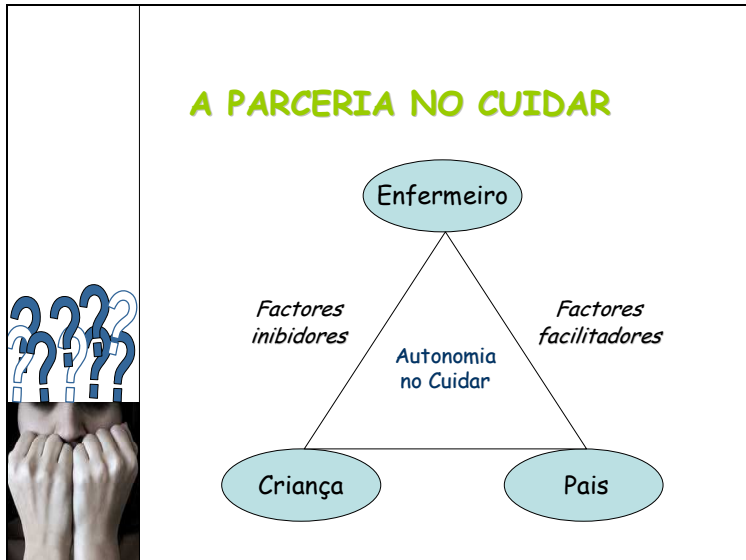 A PARCERIA NO CUIDAR
Enfermeiro
Factores
inibidores
Factores
facilitadores
Autonomia
no Cuidar
Criança
Pais